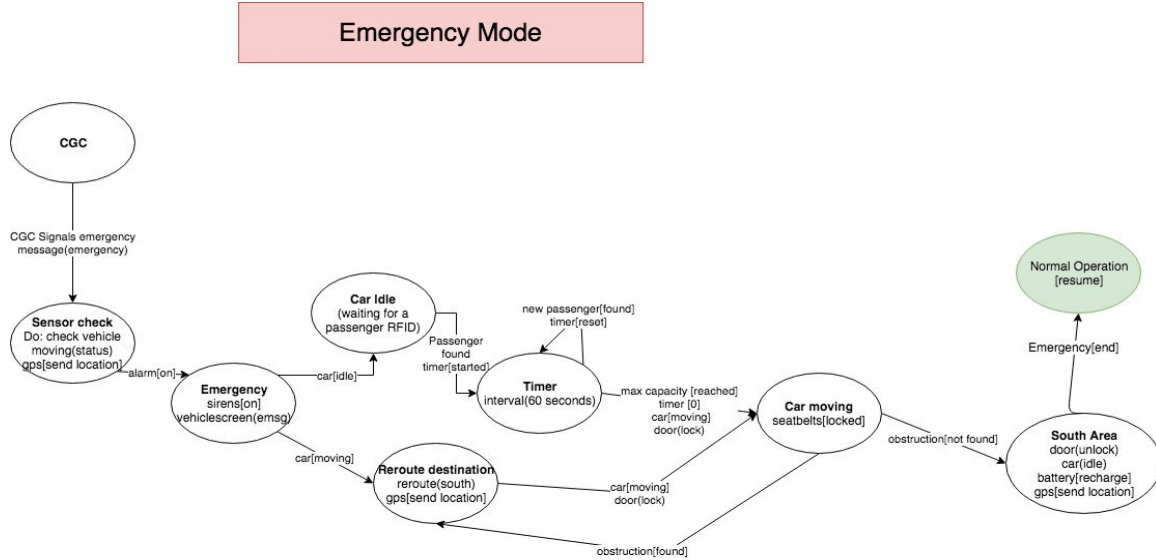 Emergency Mode
CGC
CGC Signals emergency
message(emergency)
Sensor check
Do: check vehicle
moving(status)
gps[send location]
alarm[on]
Emergency
sirens[on]
vehiclescreen(emsg)
car[idle]
car[moving]
Car Idle
(waiting for a
passenger RFID)
Passenger
found
timer[started]
new passenger[found]
timer[reset]
Timer
interval(60 seconds)
max capacity [reached]
timer [0]
car[moving]
door(lock)
Reroute destination
reroute(south)
gps[send location]
car[moving]
door(lock)
obstruction[found]
Car moving
seatbelts[locked]
obstruction[not found]
South Area
door(unlock)
car(idle)
battery[recharge]
gps[send location]
Emergency[end]
Normal Operation
[resume]